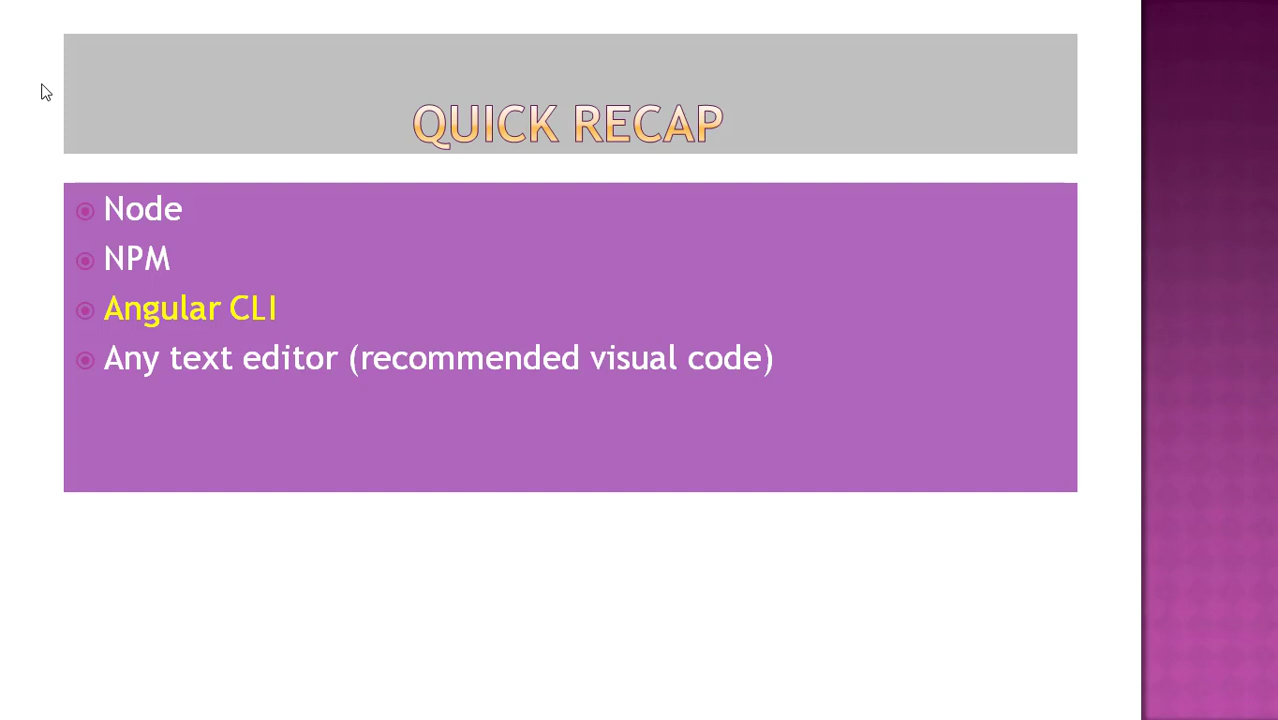 QUICK RECAP
Node
NPM
Angular CLI
Any text editor (recommended visual code)